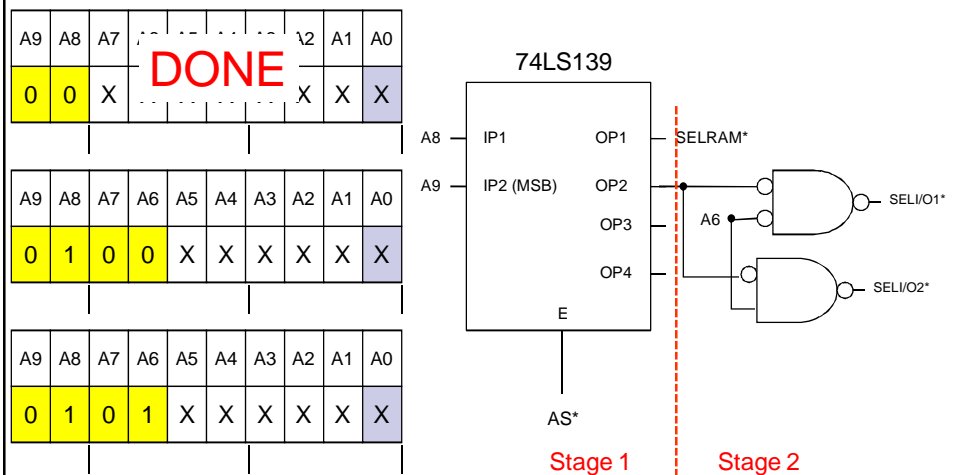 A9 A8 A7 A2 A1 A0
DONE
0 0 X X X X
A9 A8 A7 A6 A5 A4 A3 A2 A1 A0
0 1 0 0 X X X X X X
A9 A8 A7 A6 A5 A4 A3 A2 A1 A0
0 1 0 1 X X X X X X
74LS139
A8 IP1 OP1 SELRAM*
A9 IP2 (MSB) OP2
SELI/O1*
A6
OP3
OP4
SELI/O2*
E
AS*
Stage 1 Stage 2